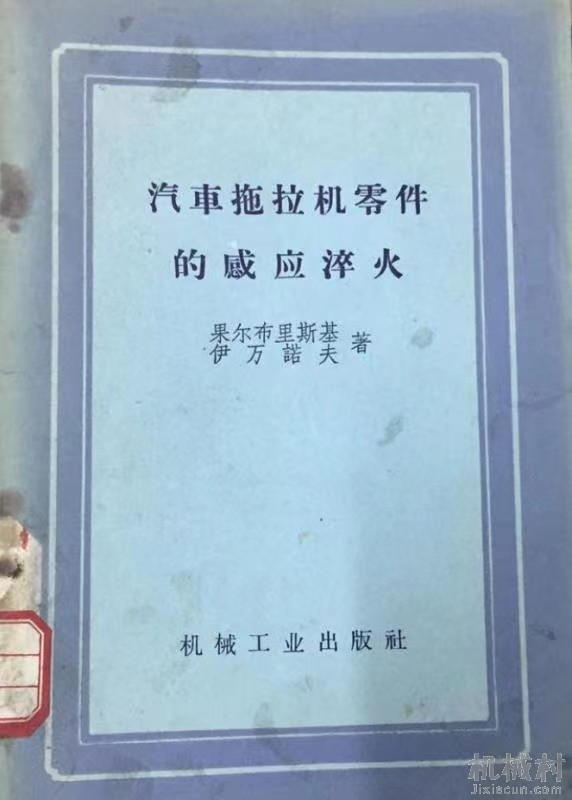 汽車拖拉机零件
的感应淬火
果尔布里斯基
伊万諾夫 著
机械工业出版社
机械村
Jixiecun.com